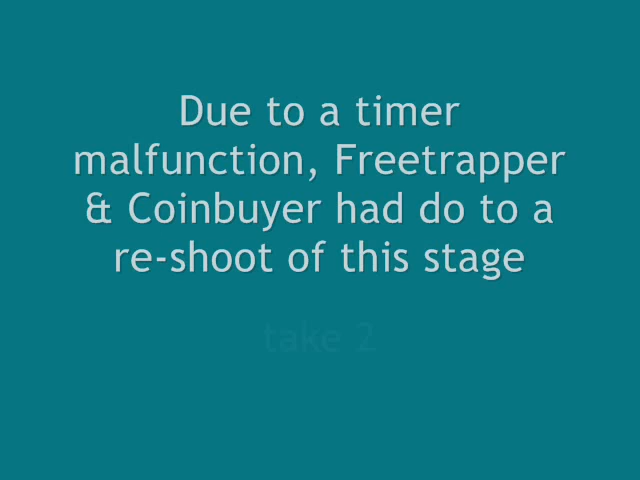 Due to a timer
malfunction, Freetrapper
& Coinbuyer had do to a
re-shoot of this stage
take 2